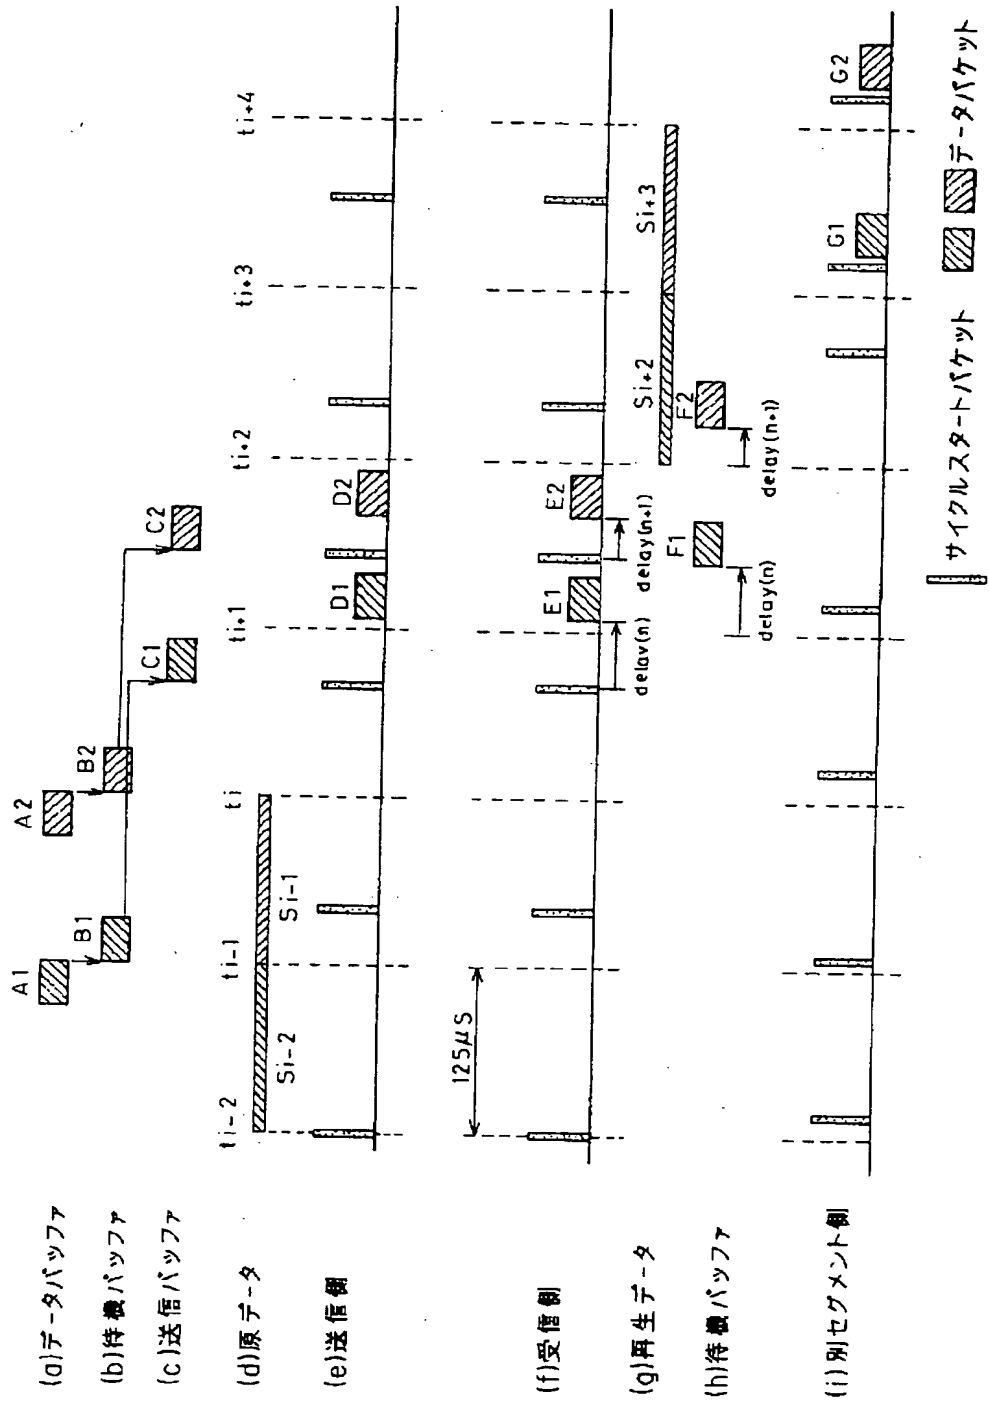 (a)データバッファ
A1
A2
(b)待機バッファ
B1
B2
(c)送信バッファ
C1
C2
(d)原データ
ti-2
ti-1
ti
ti+1
ti+2
ti+3
ti+4
Si-2
Si-1
(e)送信側
D1
D2
125μS
(f)受信側
E1
E2
delay(n)
delay(n+1)
(g)再生データ
Si+2
Si+3
(h)待機バッファ
F1
F2
delay(n)
delay(n+1)
(i)別セグメント側
G1
G2
サイクルスタートパケット
データパケット